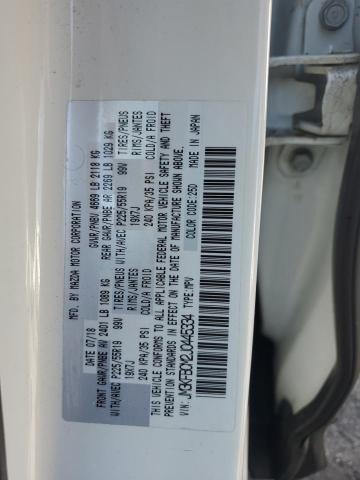 MFD. BY MAZDA MOTOR CORPORATION
DATE: 07/18 GVWR/PNBV 4669 LB 2118 KG
FRONT GAWR/PNBE AV 2401 LB 1089 KG REAR GAWR/PNBE AR 2269 LB 1029 KG
WITH/AVEC P225/55R19 99V TIRES/PNEUS WITH/AVEC P225/55R19 99V TIRES/PNEUS
19X7J RIMS/JANTES 19X7J RIMS/JANTES
240 KPA/35 PSI COLD/A FROID 240 KPA/35 PSI COLD/A FROID
THIS VEHICLE CONFORMS TO ALL APPLICABLE FEDERAL MOTOR VEHICLE SAFETY AND THEFT
PREVENTION STANDARDS IN EFFECT ON THE DATE OF MANUFACTURE SHOWN ABOVE.
JM3KFBDM2J0445334 TYPE: MPV COLOR CODE: 25D MADE IN JAPAN